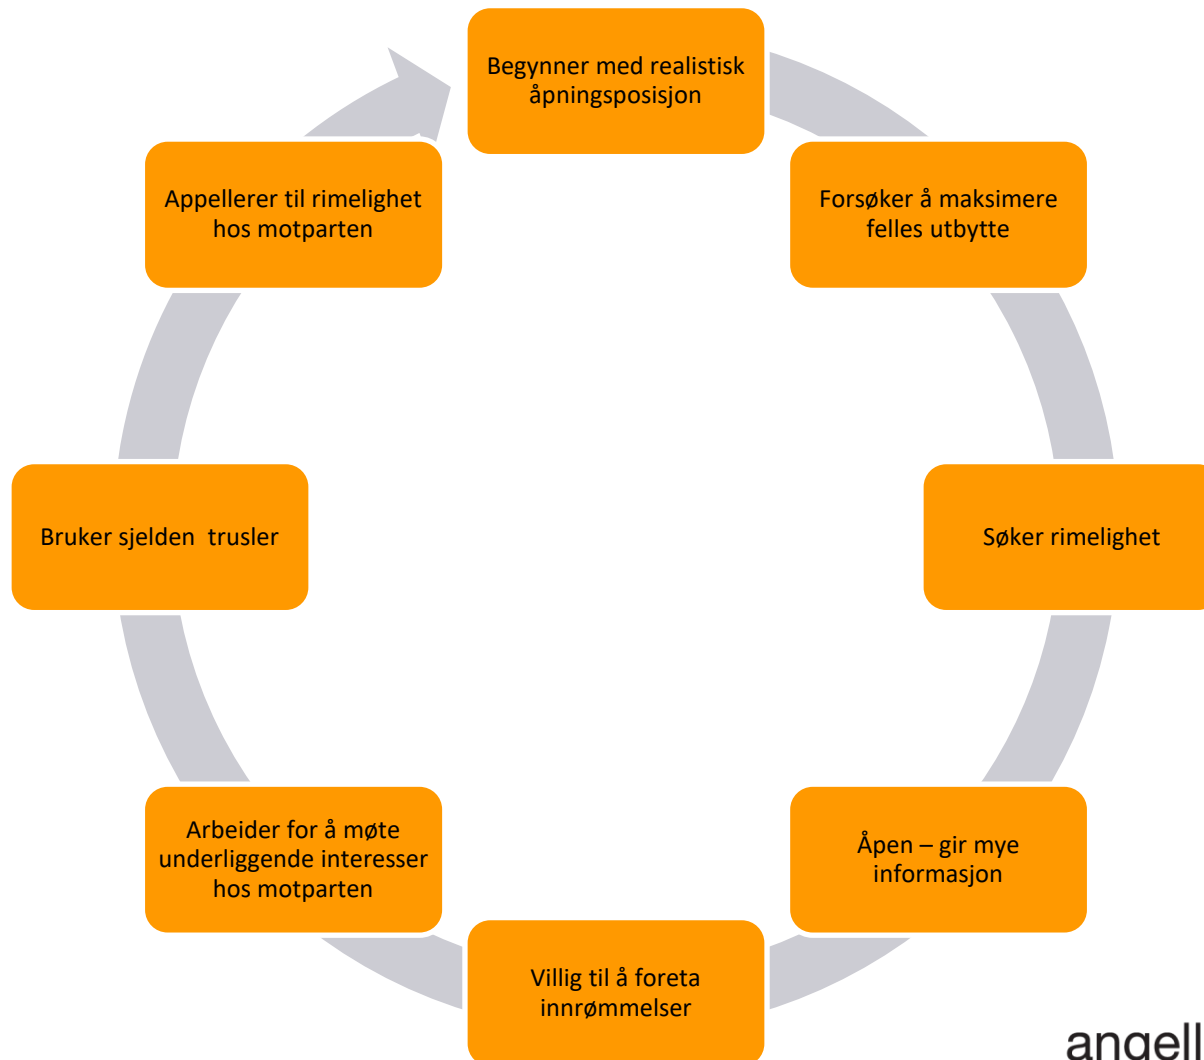 Begynner med realistisk
åpningsposisjon
Forsøker å maksimere
felles utbytte
Søker rimelighet
Åpen – gir mye
informasjon
Villig til å foreta
innrømmelser
Arbeider for å møte
underliggende interesser
hos motparten
Bruker sjelden  trusler
Appellerer til rimelighet
hos motparten
angell